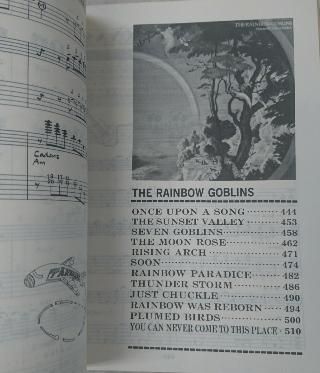 Cadenz
Am
THE RAINBOW GOBLINS
THE RAINBOW GOBLINS
ONCE UPON A SONG ········ 444
THE SUNSET VALLEY ········ 453
SEVEN GOBLINS ········ 458
THE MOON ROSE ········ 462
RISING ARCH ········ 471
SOON ········ 474
RAINBOW PARADICE ········ 482
THUNDER STORM ········ 486
JUST CHUCKLE ········ 490
RAINBOW WAS REBORN ········ 494
PLUMED BIRDS ········ 500
YOU CAN NEVER COME TO THIS PLACE · 510